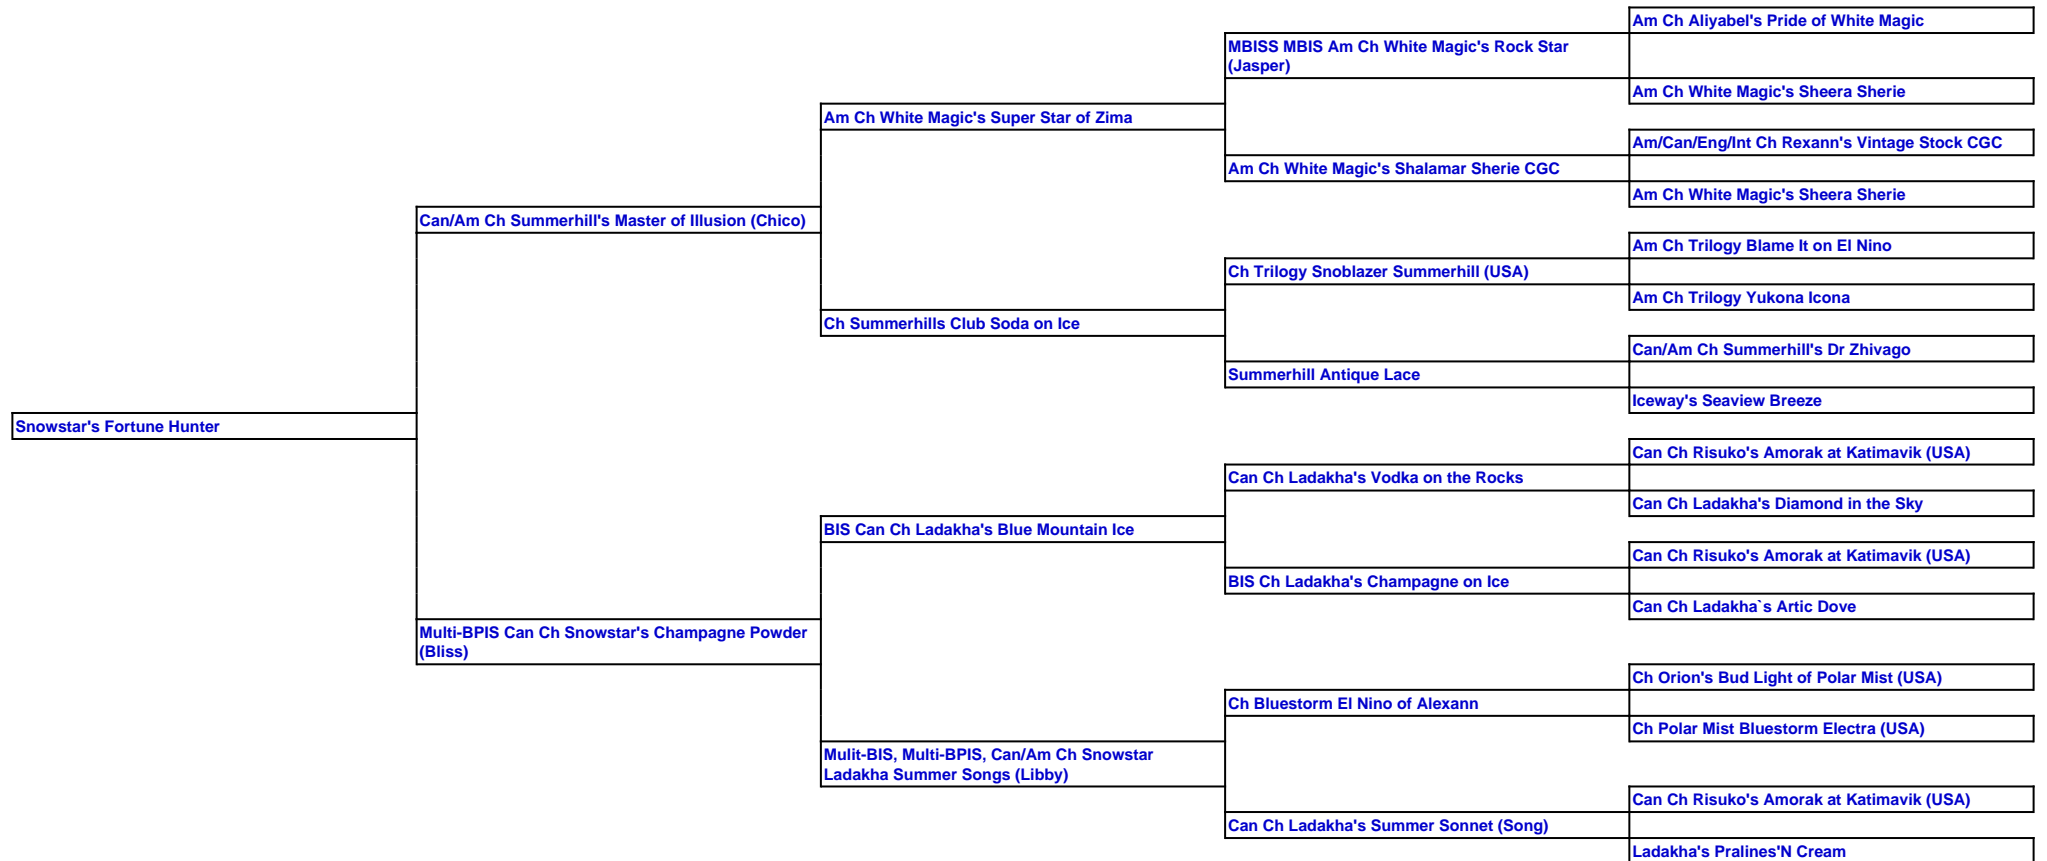 Am Ch Aliyabel's Pride of White Magic
MBISS MBIS Am Ch White Magic's Rock Star
(Jasper)
Am Ch White Magic's Sheera Sherie
Am Ch White Magic's Super Star of Zima
Am/Can/Eng/Int Ch Rexann's Vintage Stock CGC
Am Ch White Magic's Shalamar Sherie CGC
Am Ch White Magic's Sheera Sherie
Can/Am Ch Summerhill's Master of Illusion (Chico)
Am Ch Trilogy Blame It on El Nino
Ch Trilogy Snoblazer Summerhill (USA)
Am Ch Trilogy Yukona Icona
Ch Summerhills Club Soda on Ice
Can/Am Ch Summerhill's Dr Zhivago
Summerhill Antique Lace
Iceway's Seaview Breeze
Snowstar's Fortune Hunter
Can Ch Risuko's Amorak at Katimavik (USA)
Can Ch Ladakha's Vodka on the Rocks
Can Ch Ladakha's Diamond in the Sky
BIS Can Ch Ladakha's Blue Mountain Ice
Can Ch Risuko's Amorak at Katimavik (USA)
BIS Ch Ladakha's Champagne on Ice
Can Ch Ladakha`s Artic Dove
Multi-BPIS Can Ch Snowstar's Champagne Powder
(Bliss)
Ch Orion's Bud Light of Polar Mist (USA)
Ch Bluestorm El Nino of Alexann
Ch Polar Mist Bluestorm Electra (USA)
Mulit-BIS, Multi-BPIS, Can/Am Ch Snowstar
Ladakha Summer Songs (Libby)
Can Ch Risuko's Amorak at Katimavik (USA)
Can Ch Ladakha's Summer Sonnet (Song)
Ladakha's Pralines'N Cream